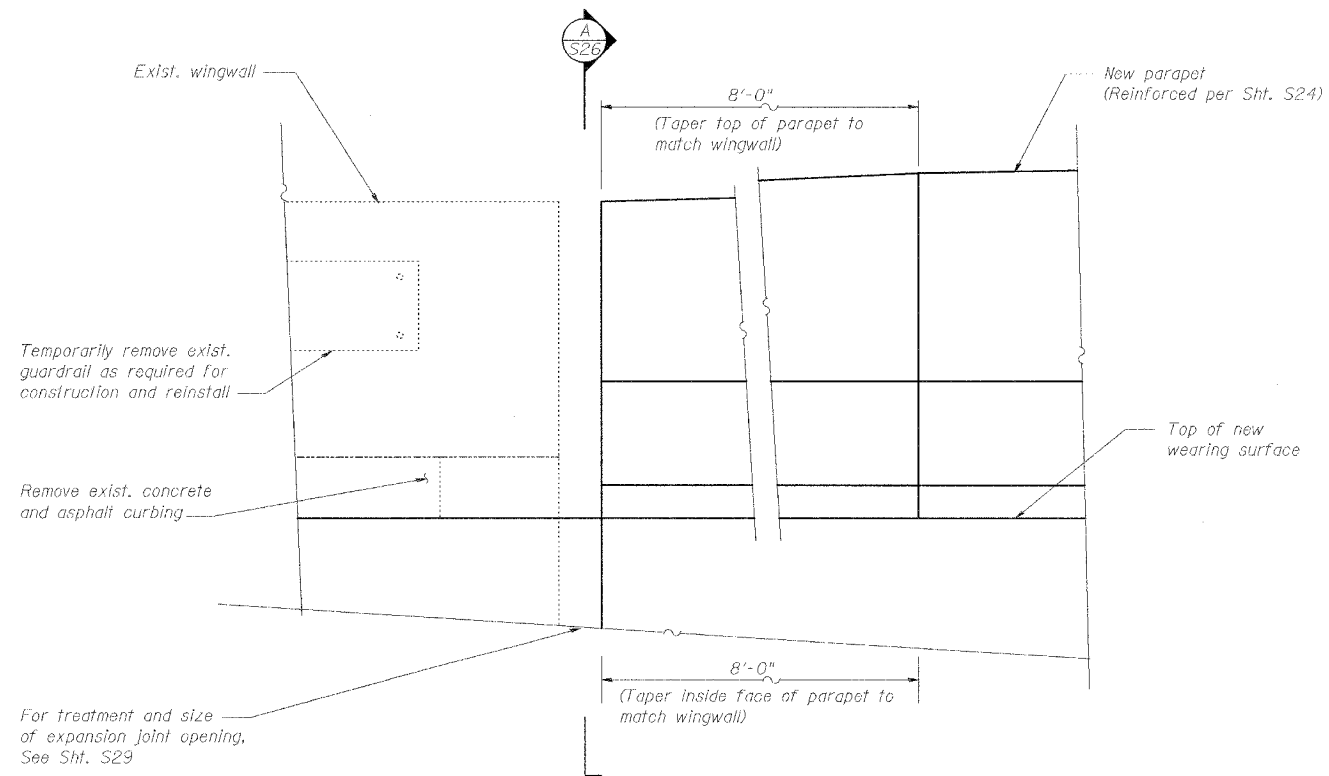 A
S26
Exist. wingwall
New parapet
(Reinforced per Sht. S24)
8'-0"
(Taper top of parapet to
match wingwall)
Temporarily remove exist.
guardrail as required for
construction and reinstall
Top of new
wearing surface
Remove exist. concrete
and asphalt curbing
8'-0"
(Taper inside face of parapet to
match wingwall)
For treatment and size
of expansion joint opening,
See Sht. S29